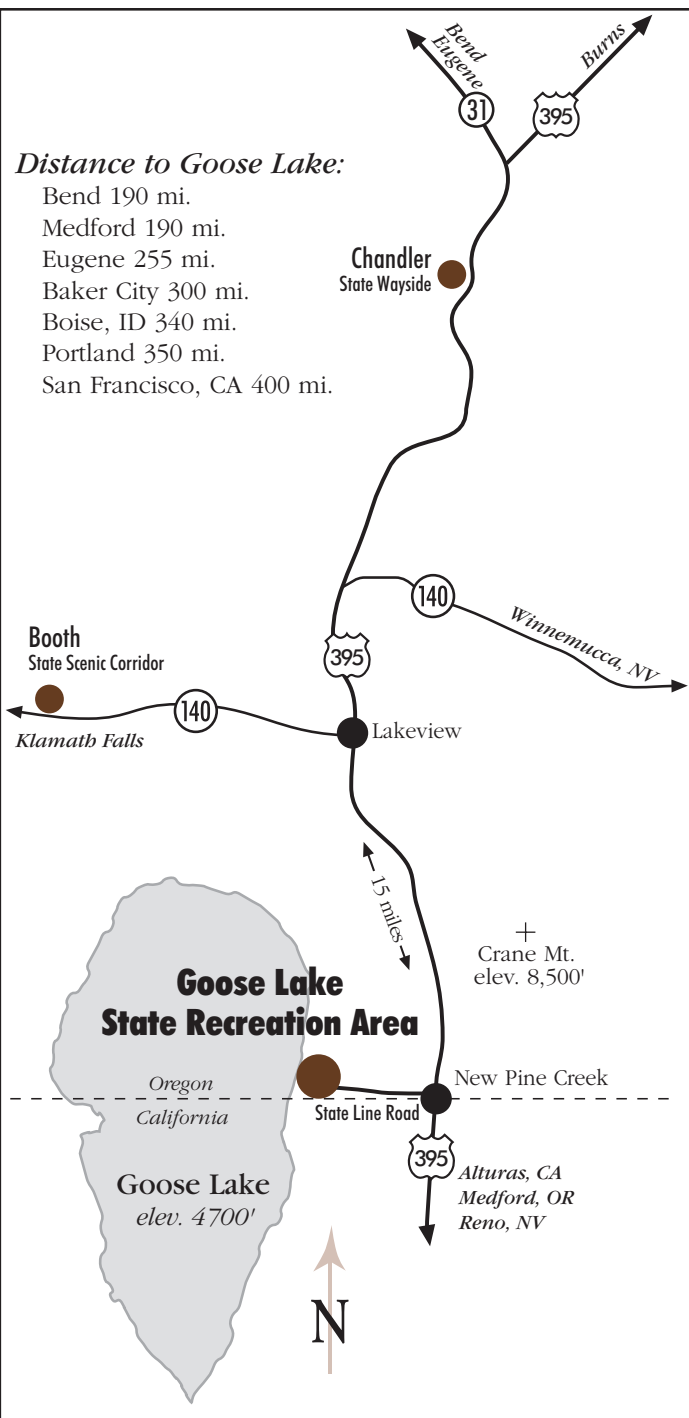 Bend
Eugene
Burns
31
395
Distance to Goose Lake:
Bend 190 mi.
Medford 190 mi.
Eugene 255 mi.
Baker City 300 mi.
Boise, ID 340 mi.
Portland 350 mi.
San Francisco, CA 400 mi.
Chandler
State Wayside
140
Winnemucca, NV
Booth
State Scenic Corridor
395
140
Klamath Falls
Lakeview
15 miles
Crane Mt.
elev. 8,500'
Goose Lake
State Recreation Area
New Pine Creek
Oregon
California
State Line Road
395
Alturas, CA
Medford, OR
Reno, NV
Goose Lake
elev. 4700'
N